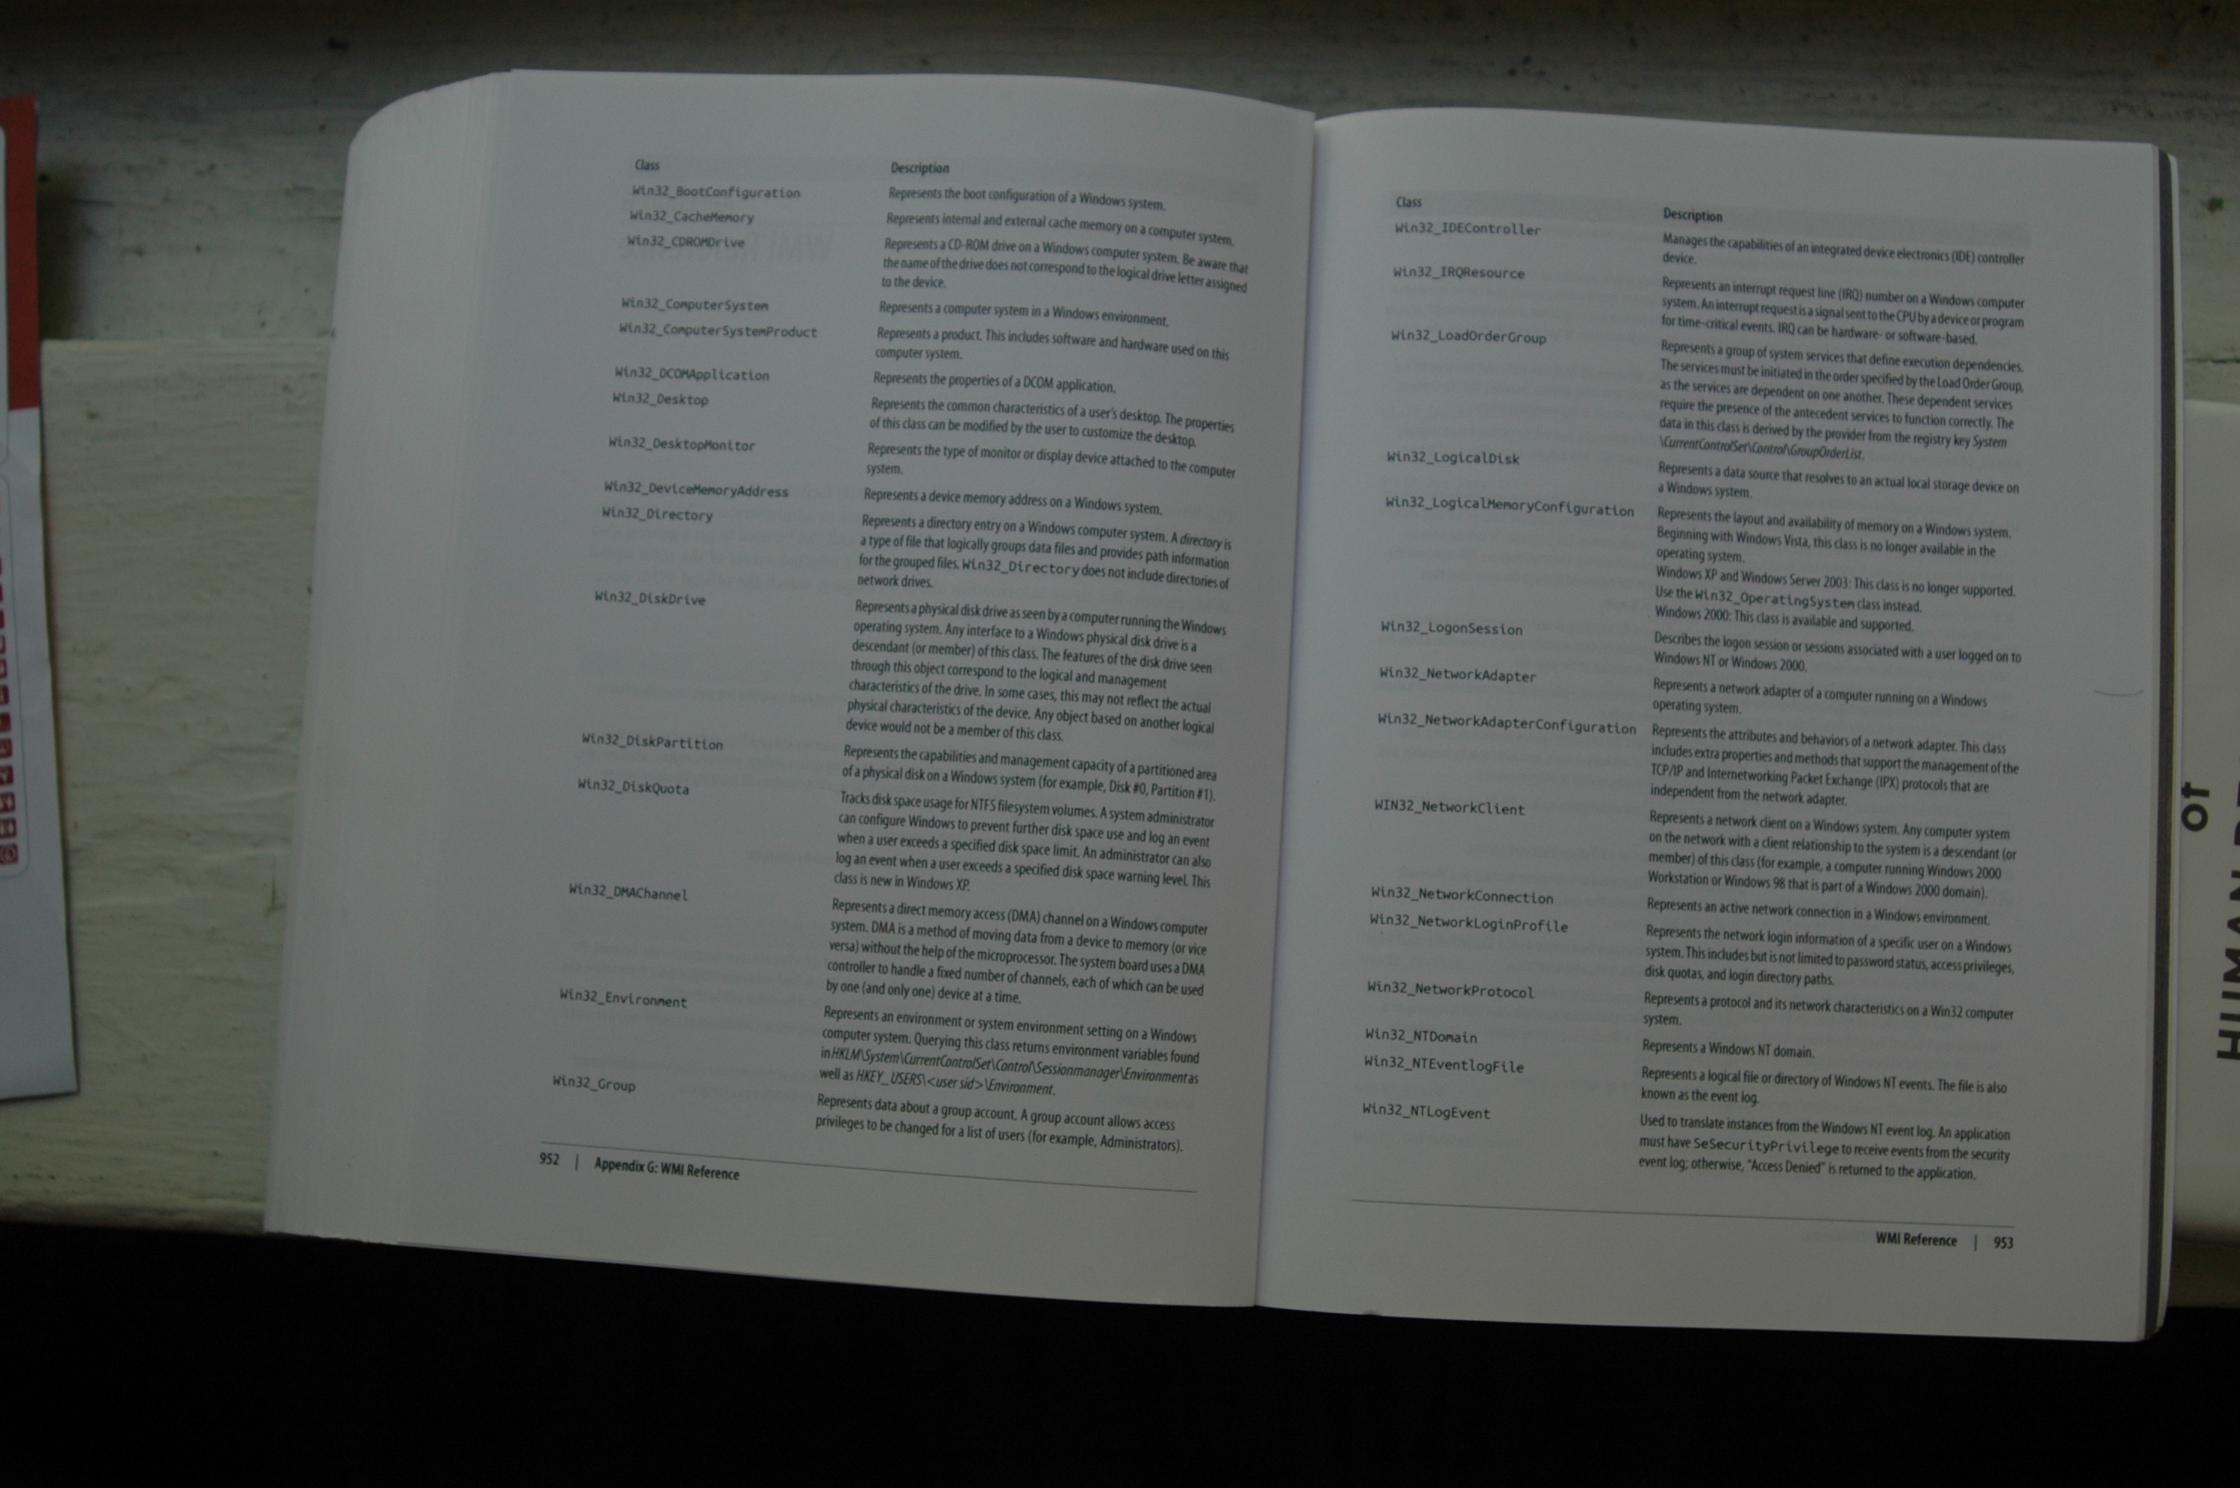 Class Description
Win32_BootConfiguration Represents the boot configuration of a Windows system.
Win32_CacheMemory Represents internal and external cache memory on a computer system.
Win32_CDROMDrive Represents a CD-ROM drive on a Windows computer system. Be aware that
the name of the drive does not correspond to the logical drive letter assigned
to the device.
Win32_ComputerSystem Represents a computer system in a Windows environment.
Win32_ComputerSystemProduct Represents a product. This includes software and hardware used on this
computer system.
Win32_DCOMApplication Represents the properties of a DCOM application.
Win32_Desktop Represents the common characteristics of a user's desktop. The properties
of this class can be modified by the user to customize the desktop.
Win32_DesktopMonitor Represents the type of monitor or display device attached to the computer
system.
Win32_DeviceMemoryAddress Represents a device memory address on a Windows system.
Win32_Directory Represents a directory entry on a Windows computer system. A directory is
a type of file that logically groups data files and provides path information
for the grouped files. Win32_Directory does not include directories of
network drives.
Win32_DiskDrive Represents a physical disk drive as seen by a computer running the Windows
operating system. Any interface to a Windows physical disk drive is a
descendant (or member) of this class. The features of the disk drive seen
through this object correspond to the logical and management
characteristics of the drive. In some cases, this may not reflect the actual
physical characteristics of the device. Any object based on another logical
device would not be a member of this class.
Win32_DiskPartition Represents the capabilities and management capacity of a partitioned area
of a physical disk on a Windows system (for example, Disk #0, Partition #1).
Win32_DiskQuota Tracks disk space usage for NTFS filesystem volumes. A system administrator
can configure Windows to prevent further disk space use and log an event
when a user exceeds a specified disk space limit. An administrator can also
log an event when a user exceeds a specified disk space warning level. This
class is new in Windows XP.
Win32_DMAChannel Represents a direct memory access (DMA) channel on a Windows computer
system. DMA is a method of moving data from a device to memory (or vice
versa) without the help of the microprocessor. The system board uses a DMA
controller to handle a fixed number of channels, each of which can be used
by one (and only one) device at a time.
Win32_Environment Represents an environment or system environment setting on a Windows
computer system. Querying this class returns environment variables found
in HKLM\System\CurrentControlSet\Control\Sessionmanager\Environment as
well as HKEY_USERS\<user sid>\Environment.
Win32_Group Represents data about a group account. A group account allows access
privileges to be changed for a list of users (for example, Administrators).
952 | Appendix G: WMI Reference
Class Description
Win32_IDEController Manages the capabilities of an integrated device electronics (IDE) controller
device.
Win32_IRQResource Represents an interrupt request line (IRQ) number on a Windows computer
system. An interrupt request is a signal sent to the CPU by a device or program
for time-critical events. IRQ can be hardware- or software-based.
Win32_LoadOrderGroup Represents a group of system services that define execution dependencies.
The services must be initiated in the order specified by the Load Order Group,
as the services are dependent on one another. These dependent services
require the presence of the antecedent services to function correctly. The
data in this class is derived by the provider from the registry key System
\CurrentControlSet\Control\GroupOrderList.
Win32_LogicalDisk Represents a data source that resolves to an actual local storage device on
a Windows system.
Win32_LogicalMemoryConfiguration Represents the layout and availability of memory on a Windows system.
Beginning with Windows Vista, this class is no longer available in the
operating system.
Windows XP and Windows Server 2003: This class is no longer supported.
Use the Win32_OperatingSystem class instead.
Windows 2000: This class is available and supported.
Win32_LogonSession Describes the logon session or sessions associated with a user logged on to
Windows NT or Windows 2000.
Win32_NetworkAdapter Represents a network adapter of a computer running on a Windows
operating system.
Win32_NetworkAdapterConfiguration Represents the attributes and behaviors of a network adapter. This class
includes extra properties and methods that support the management of the
TCP/IP and Internetworking Packet Exchange (IPX) protocols that are
independent from the network adapter.
WIN32_NetworkClient Represents a network client on a Windows system. Any computer system
on the network with a client relationship to the system is a descendant (or
member) of this class (for example, a computer running Windows 2000
Workstation or Windows 98 that is part of a Windows 2000 domain).
Win32_NetworkConnection Represents an active network connection in a Windows environment.
Win32_NetworkLoginProfile Represents the network login information of a specific user on a Windows
system. This includes but is not limited to password status, access privileges,
disk quotas, and login directory paths.
Win32_NetworkProtocol Represents a protocol and its network characteristics on a Win32 computer
system.
Win32_NTDomain Represents a Windows NT domain.
Win32_NTEventlogFile Represents a logical file or directory of Windows NT events. The file is also
known as the event log.
Win32_NTLogEvent Used to translate instances from the Windows NT event log. An application
must have SeSecurityPrivilege to receive events from the security
event log; otherwise, "Access Denied" is returned to the application.
WMI Reference | 953
of